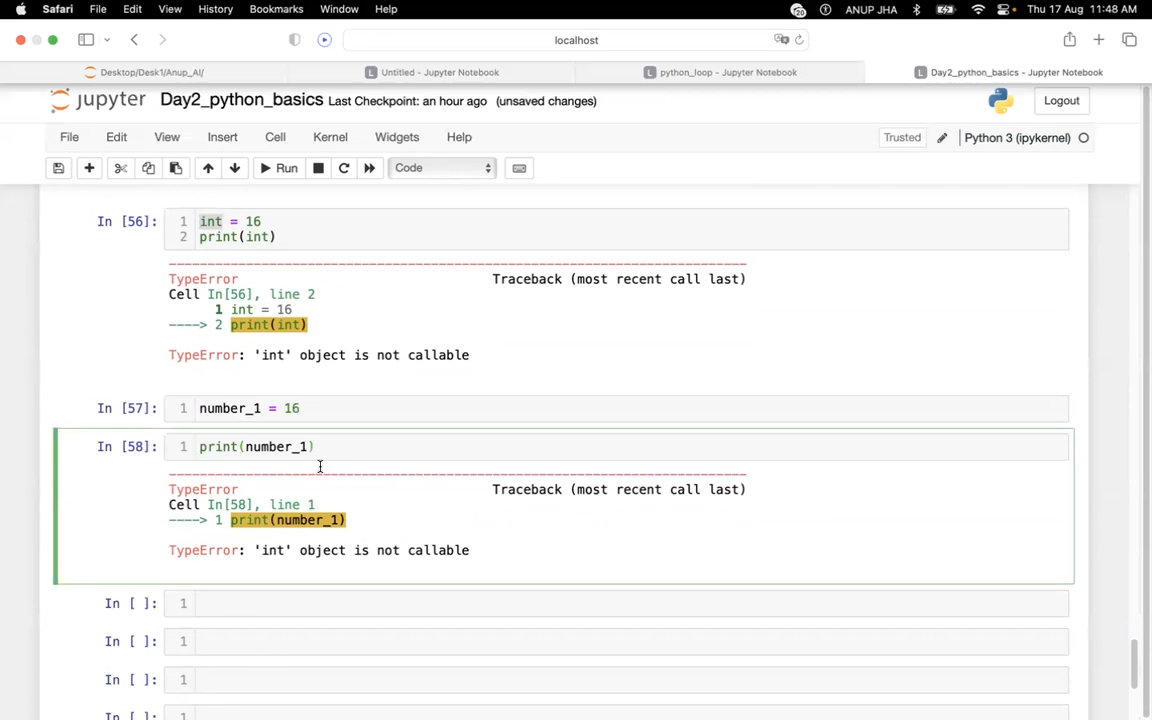 Safari File Edit View History Bookmarks Window Help 20 ANUP JHA Thu 17 Aug 11:48 AM
localhost
Desktop/Desk1/Anup_AI/ Untitled - Jupyter Notebook python_loop - Jupyter Notebook Day2_python_basics - Jupyter Notebook
jupyter Day2_python_basics Last Checkpoint: an hour ago (unsaved changes) Logout
File Edit View Insert Cell Kernel Widgets Help Trusted Python 3 (ipykernel)
Run Code
In [56]: 1 int = 16
2 print(int)
TypeError Traceback (most recent call last)
Cell In[56], line 2
1 int = 16
----> 2 print(int)
TypeError: 'int' object is not callable
In [57]: 1 number_1 = 16
In [58]: 1 print(number_1)
TypeError Traceback (most recent call last)
Cell In[58], line 1
----> 1 print(number_1)
TypeError: 'int' object is not callable
In [ ]: 1
In [ ]: 1
In [ ]: 1
In [ ]: 1